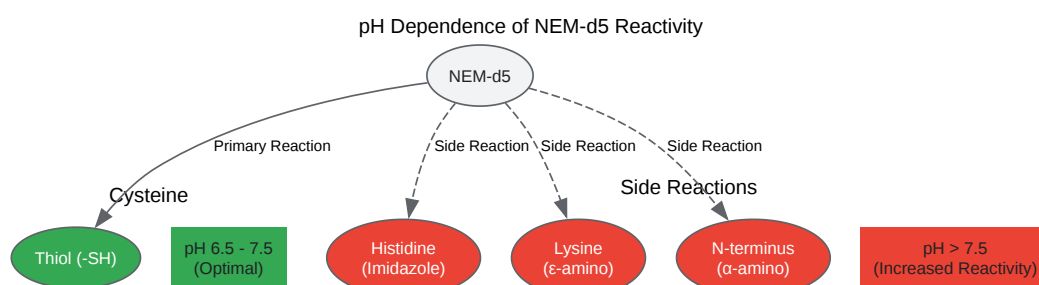 pH Dependence of NEM-d5 Reactivity
NEM-d5
Primary Reaction
Side Reaction
Side Reaction
Side Reaction
Cysteine
Side Reactions
Thiol (-SH)
pH 6.5 - 7.5
(Optimal)
Histidine
(Imidazole)
Lysine
(ε-amino)
N-terminus
(α-amino)
pH > 7.5
(Increased Reactivity)